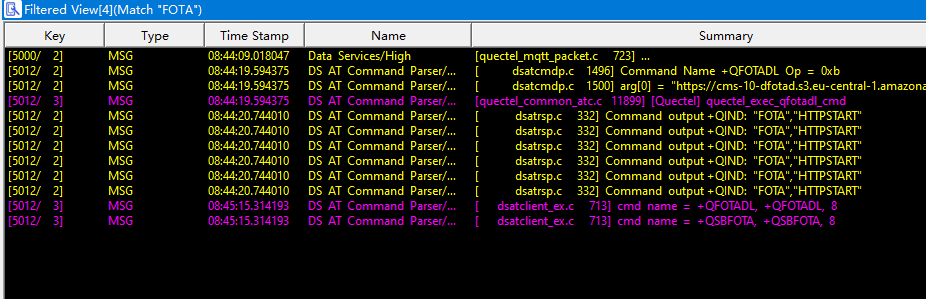 Filtered View[4](Match "FOTA")
Key Type Time Stamp Name Summary
[5000/ 2] MSG 08:44:09.018047 Data Services/High [quectel_mqtt_packet.c 723] ...
[5012/ 2] MSG 08:44:19.594375 DS AT Command Parser/... [ dsatcmdp.c 1496] Command Name +QFOTADL Op = 0xb
[5012/ 2] MSG 08:44:19.594375 DS AT Command Parser/... [ dsatcmdp.c 1500] arg[0] = "https://cms-10-dfotad.s3.eu-central-1.amazona
[5012/ 3] MSG 08:44:19.594375 DS AT Command Parser/... [quectel_common_atc.c 11899] [Quectel] quectel_exec_qfotadl_cmd
[5012/ 2] MSG 08:44:20.744010 DS AT Command Parser/... [ dsatrsp.c 332] Command output +QIND: "FOTA","HTTPSTART"
[5012/ 2] MSG 08:44:20.744010 DS AT Command Parser/... [ dsatrsp.c 332] Command output +QIND: "FOTA","HTTPSTART"
[5012/ 2] MSG 08:44:20.744010 DS AT Command Parser/... [ dsatrsp.c 332] Command output +QIND: "FOTA","HTTPSTART"
[5012/ 2] MSG 08:44:20.744010 DS AT Command Parser/... [ dsatrsp.c 332] Command output +QIND: "FOTA","HTTPSTART"
[5012/ 2] MSG 08:44:20.744010 DS AT Command Parser/... [ dsatrsp.c 332] Command output +QIND: "FOTA","HTTPSTART"
[5012/ 2] MSG 08:44:20.744010 DS AT Command Parser/... [ dsatrsp.c 332] Command output +QIND: "FOTA","HTTPSTART"
[5012/ 3] MSG 08:45:15.314193 DS AT Command Parser/... [ dsatclient_ex.c 713] cmd name = +QFOTADL, +QFOTADL, 8
[5012/ 3] MSG 08:45:15.314193 DS AT Command Parser/... [ dsatclient_ex.c 713] cmd name = +QSBFOTA, +QSBFOTA, 8